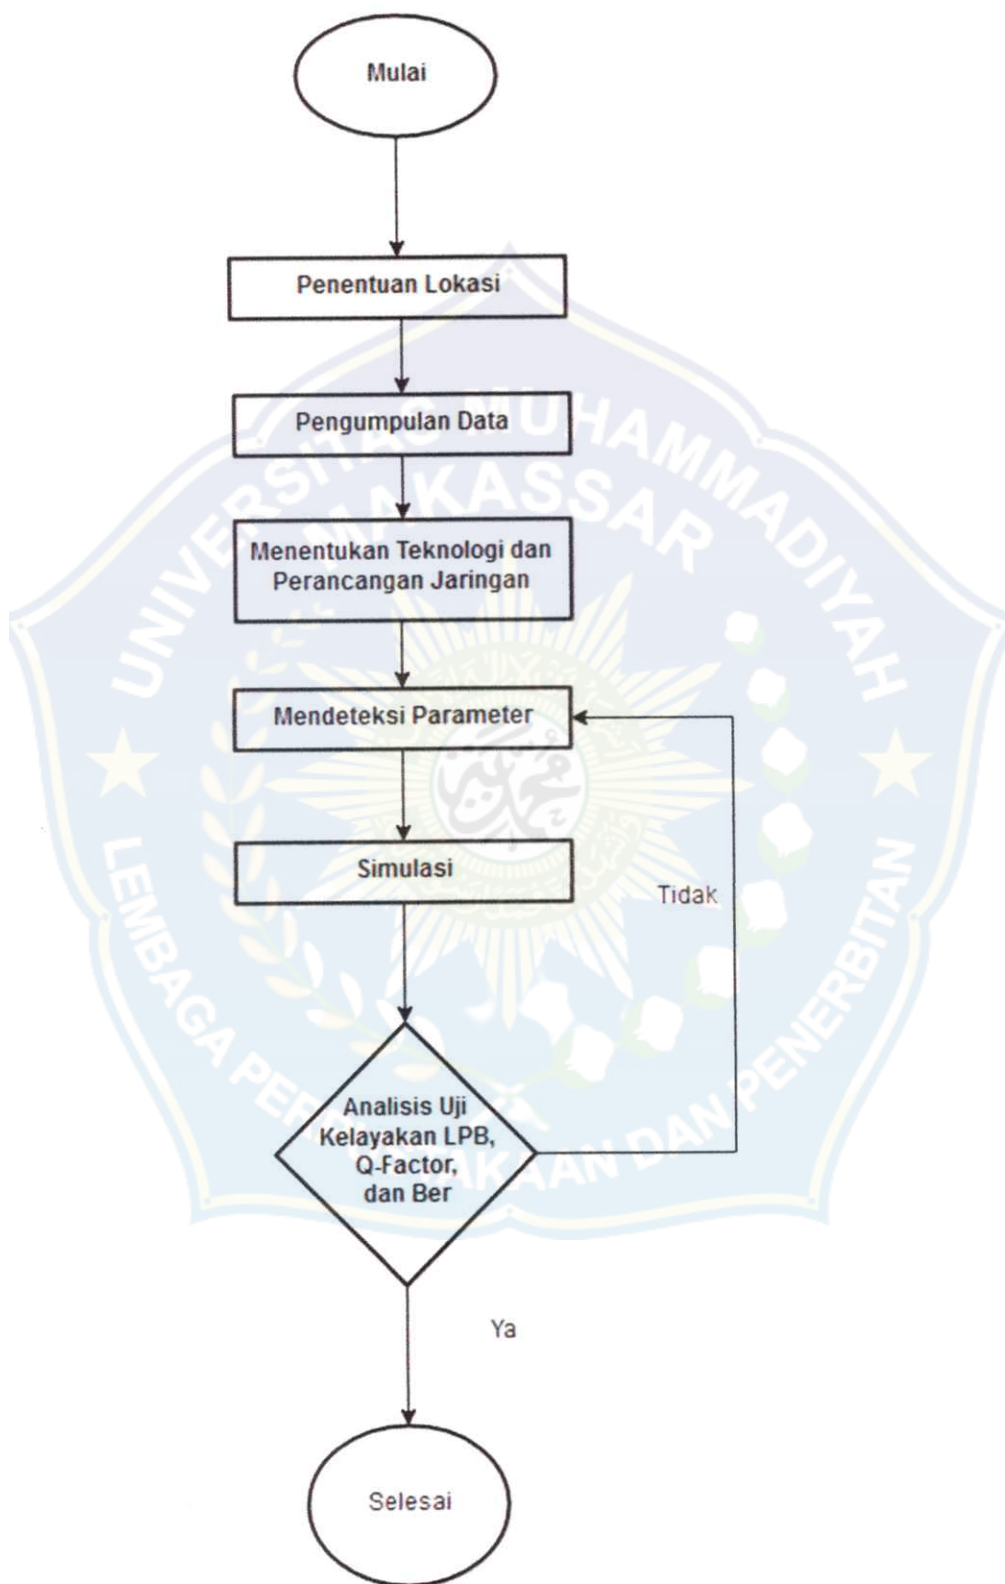 Mulai
Penentuan Lokasi
Pengumpulan Data
Menentukan Teknologi dan
Perancangan Jaringan
Mendeteksi Parameter
Simulasi
Tidak
Analisis Uji
Kelayakan LPB,
Q-Factor,
dan Ber
Ya
Selesai
UNIVERSITAS MUHAMMADIYAH
MAKASSAR
LEMBAGA PERPUSTAKAAN DAN PENERBITAN